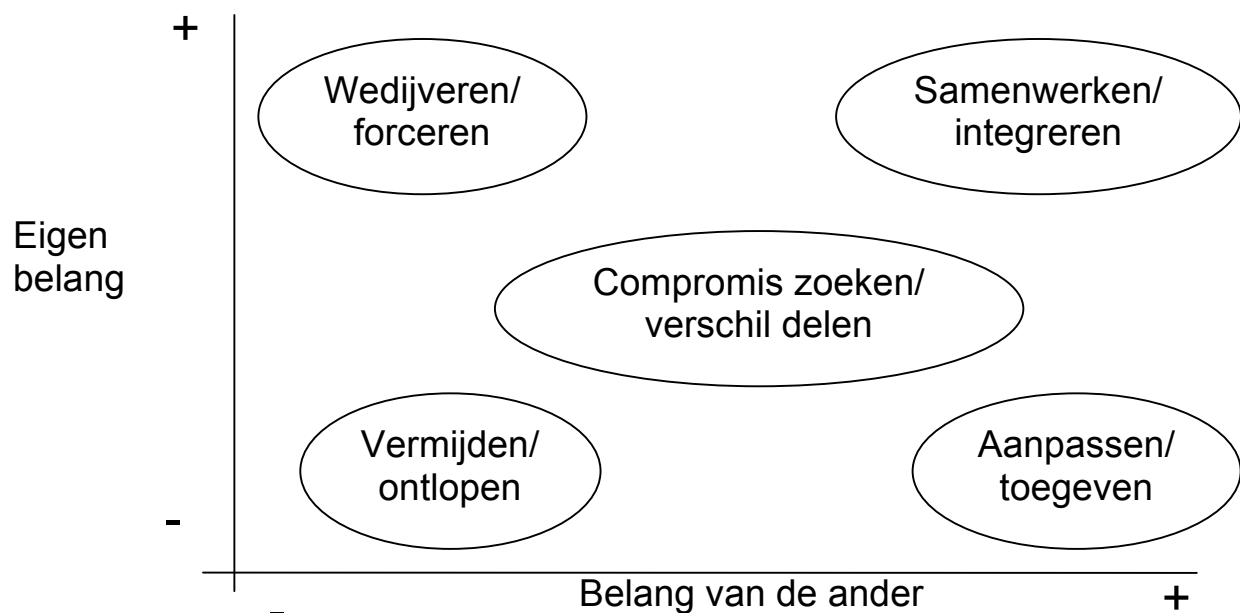 +
Wedijveren/
forceren
Samenwerken/
integreren
Eigen
belang
Compromis zoeken/
verschil delen
Vermijden/
ontlopen
Aanpassen/
toegeven
-
Belang van de ander
-
+